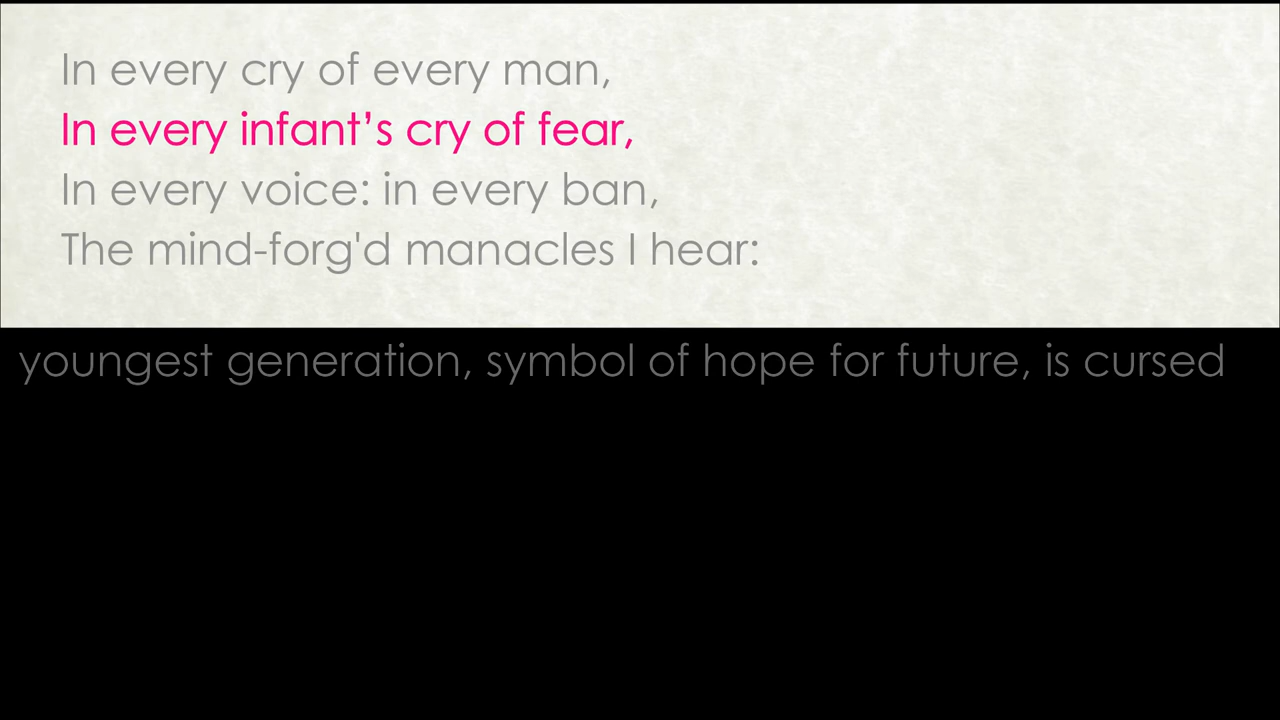 In every cry of every man,
In every infant’s cry of fear,
In every voice: in every ban,
The mind-forg'd manacles I hear:
youngest generation, symbol of hope for future, is cursed